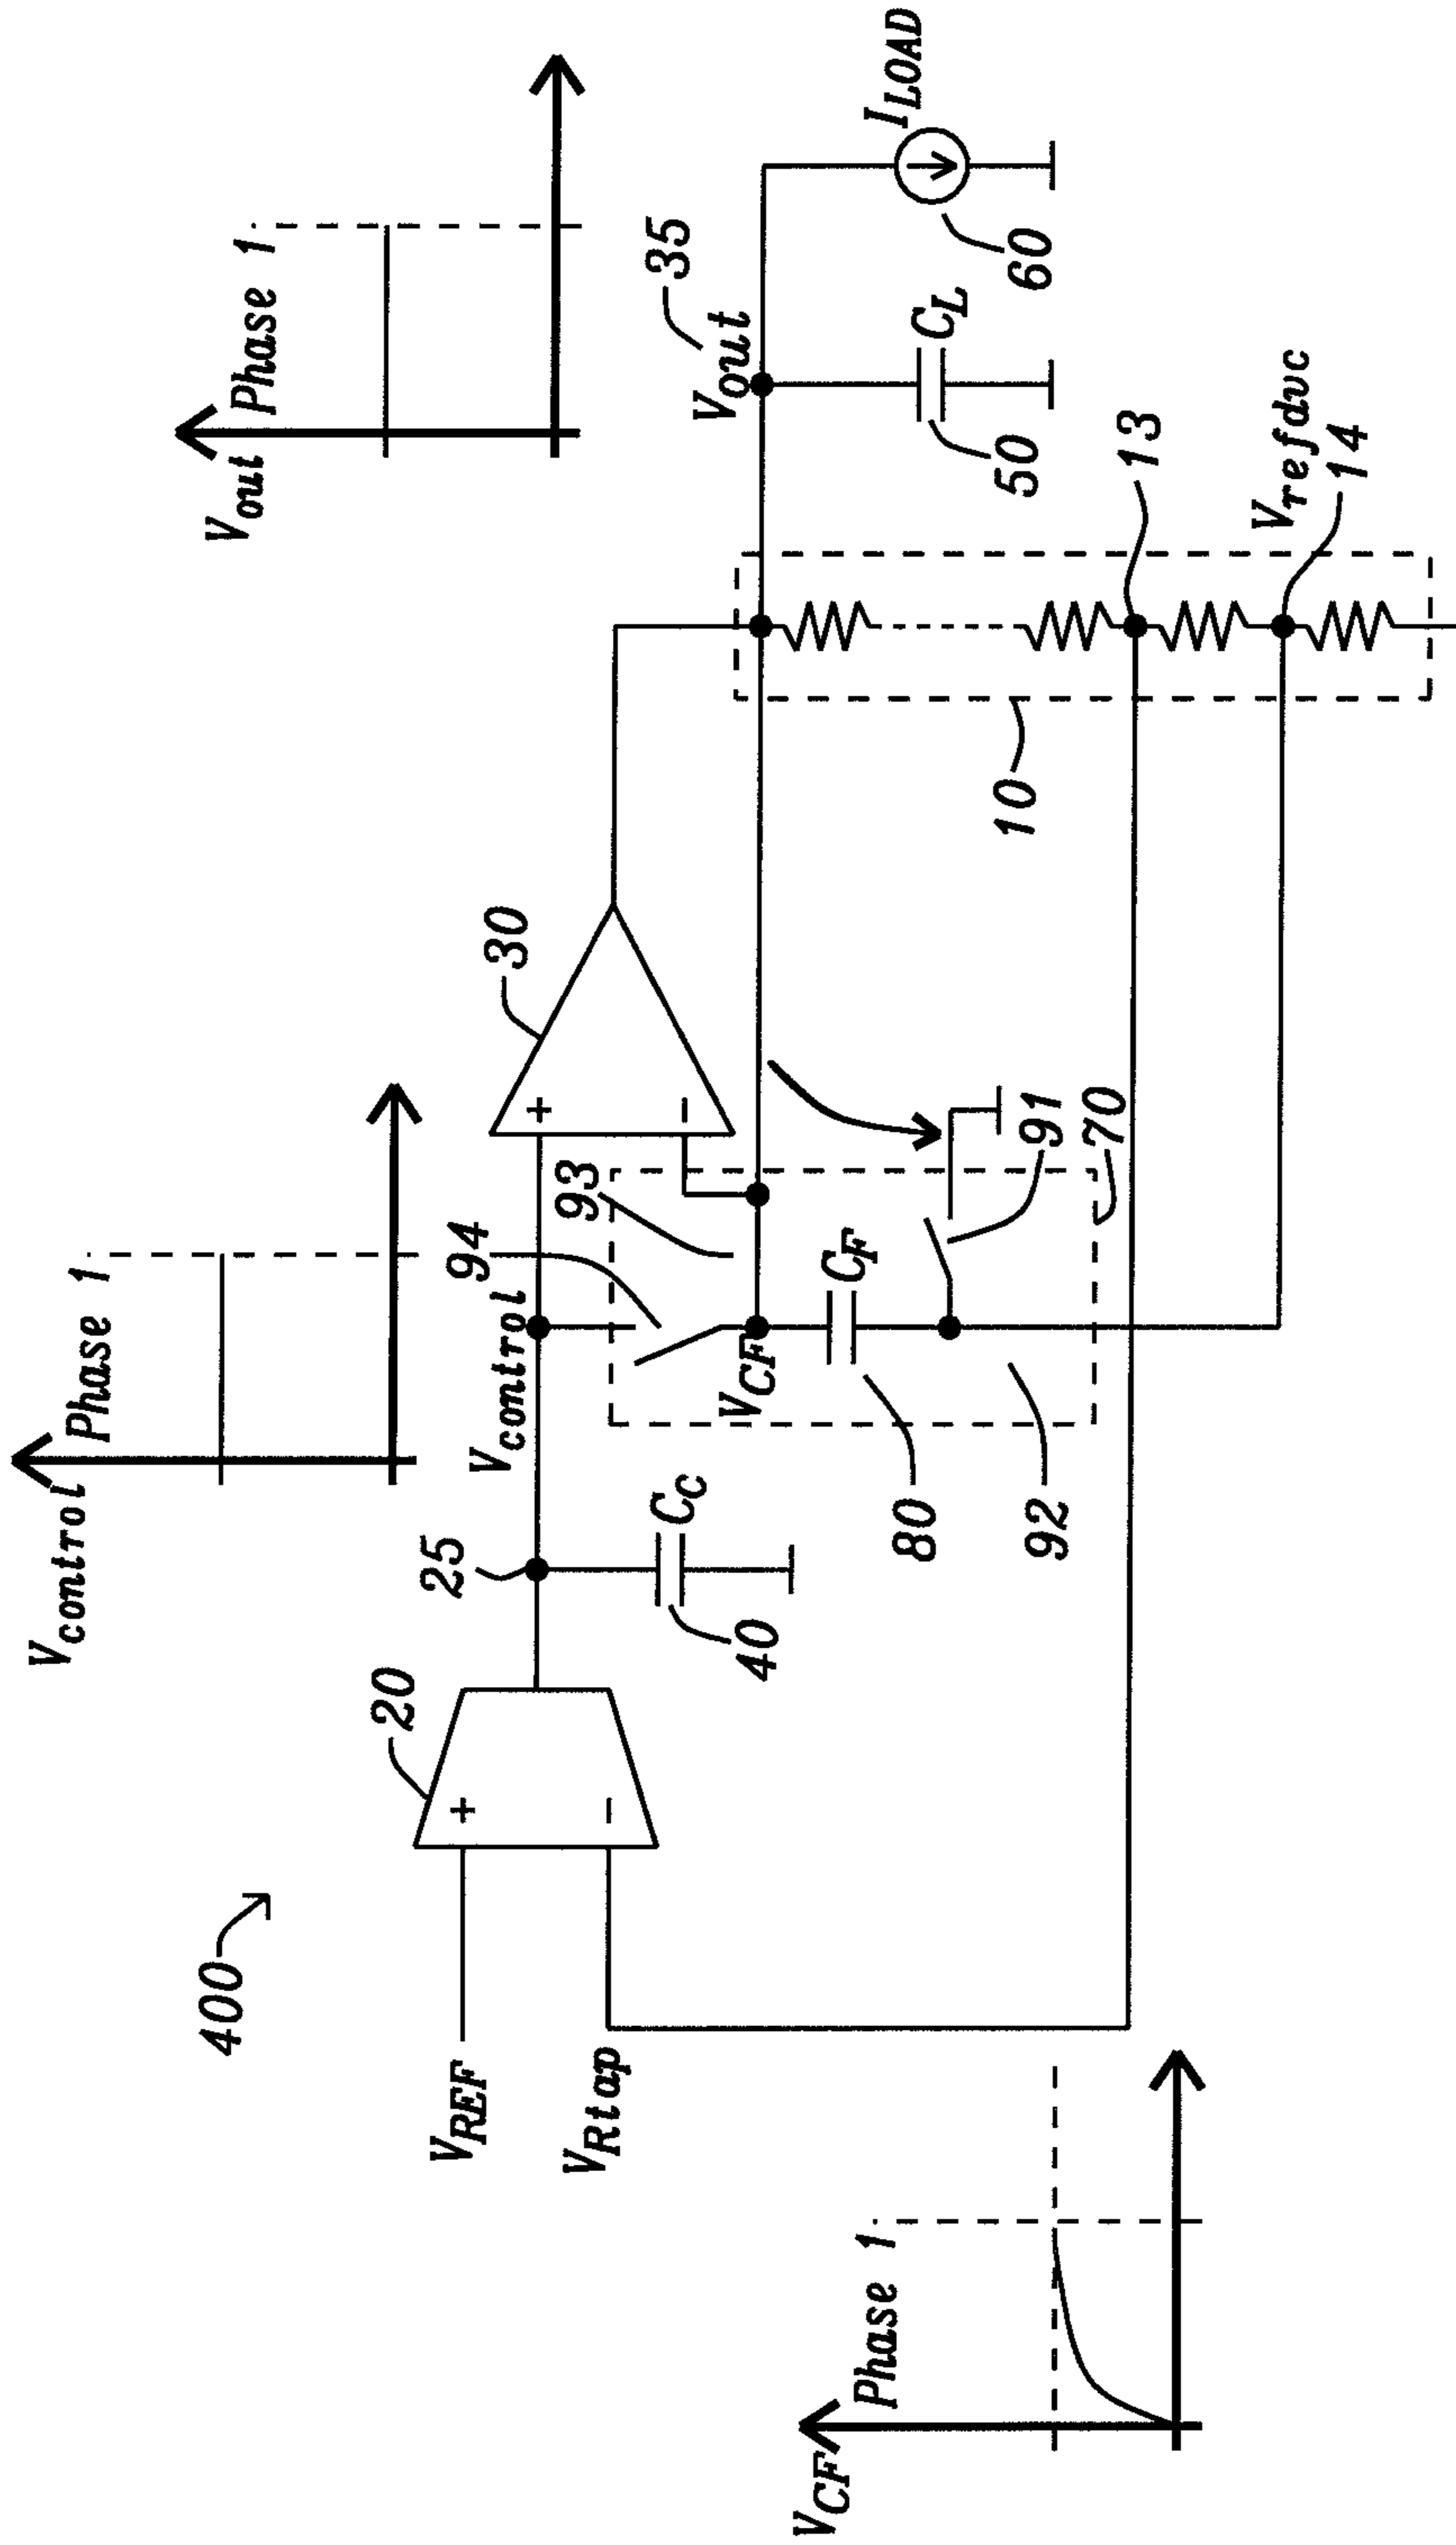 400
V_REF
V_Rtap
20
+
−
25
V_control
C_C
40
V_control
Phase 1
94
93
V_CF
C_F
80
92
91
70
30
+
−
V_out
Phase 1
V_out
35
C_L
50
I_LOAD
60
10
13
V_refdvc
14
V_CF
Phase 1